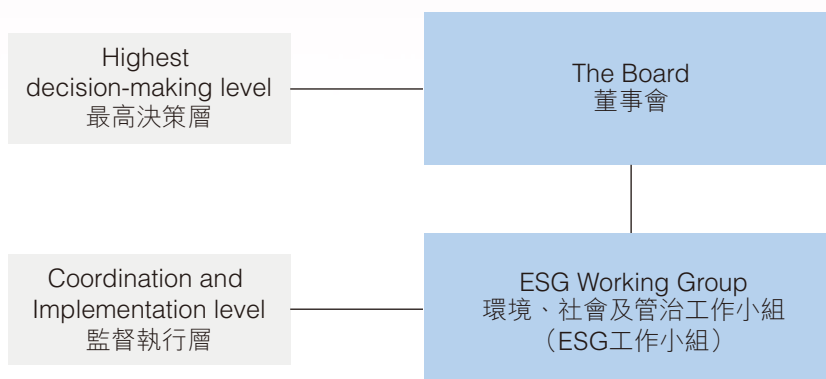 Highest
decision-making level
最高決策層
The Board
董事會
Coordination and
Implementation level
監督執行層
ESG Working Group
環境、社會及管治工作小組
（ESG工作小組）